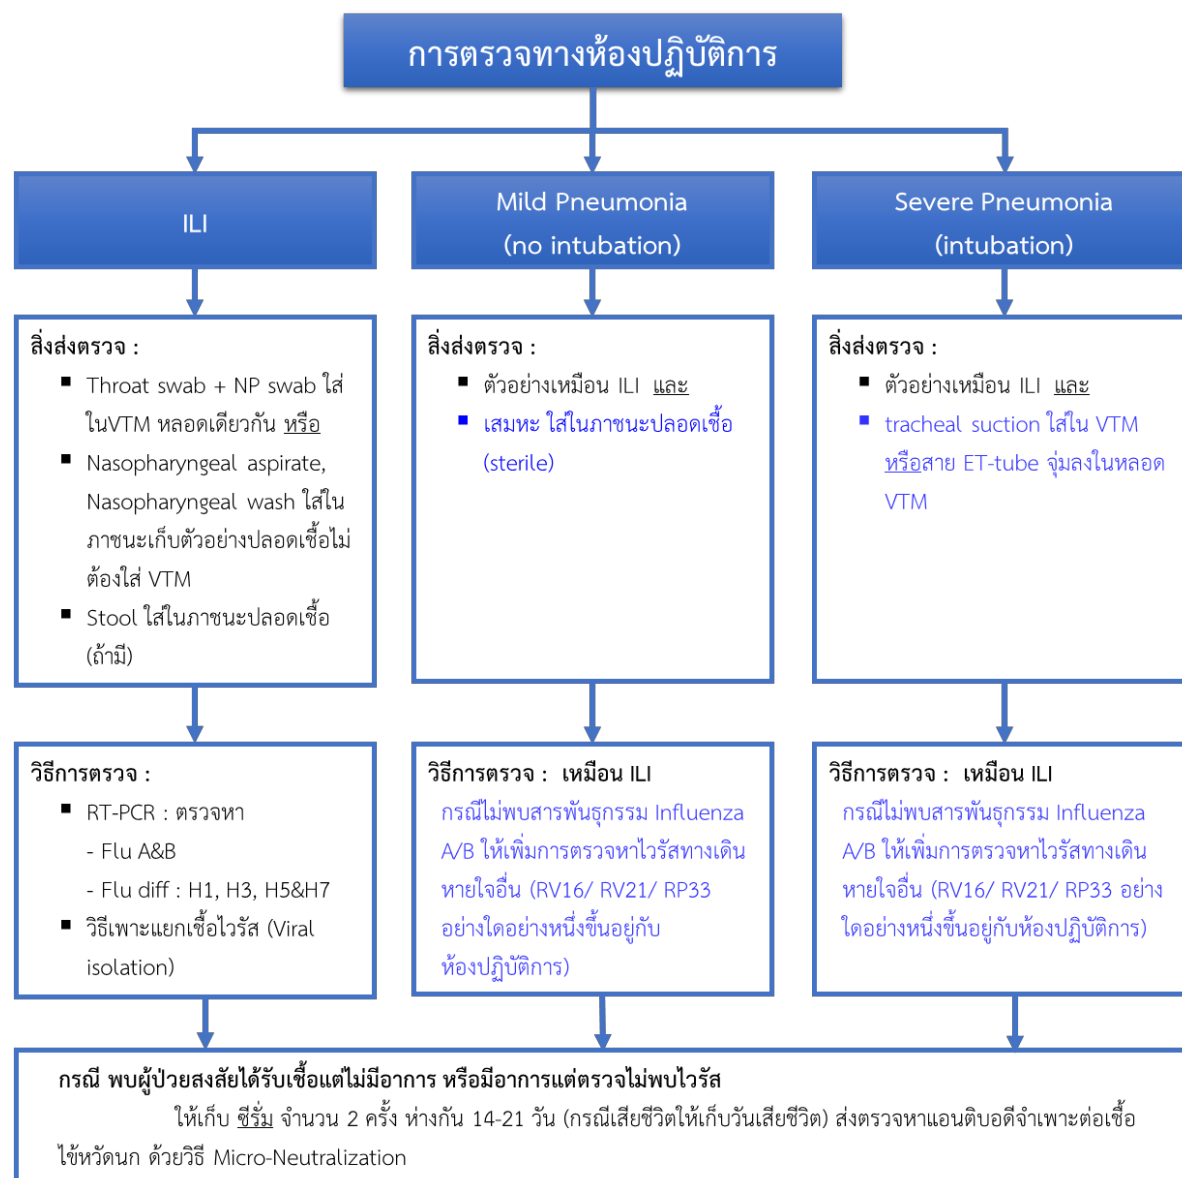 การตรวจทางห้องปฏิบัติการ
ILI
Mild Pneumonia
(no intubation)
Severe Pneumonia
(intubation)
สิ่งส่งตรวจ :
▪ Throat swab + NP swab ใส่
ในVTM หลอดเดียวกัน หรือ
▪ Nasopharyngeal aspirate,
Nasopharyngeal wash ใส่ใน
ภาชนะเก็บตัวอย่างปลอดเชื้อไม่
ต้องใส่ VTM
▪ Stool ใส่ในภาชนะปลอดเชื้อ
(ถ้ามี)
สิ่งส่งตรวจ :
▪ ตัวอย่างเหมือน ILI และ
▪ เสมหะ ใส่ในภาชนะปลอดเชื้อ
(sterile)
สิ่งส่งตรวจ :
▪ ตัวอย่างเหมือน ILI และ
▪ tracheal suction ใส่ใน VTM
หรือสาย ET-tube จุ่มลงในหลอด
VTM
วิธีการตรวจ :
▪ RT-PCR : ตรวจหา
- Flu A&B
- Flu diff : H1, H3, H5&H7
▪ วิธีเพาะแยกเชื้อไวรัส (Viral
isolation)
วิธีการตรวจ : เหมือน ILI
กรณีไม่พบสารพันธุกรรม Influenza
A/B ให้เพิ่มการตรวจหาไวรัสทางเดิน
หายใจอื่น (RV16/ RV21/ RP33
อย่างใดอย่างหนึ่งขึ้นอยู่กับ
ห้องปฏิบัติการ)
วิธีการตรวจ : เหมือน ILI
กรณีไม่พบสารพันธุกรรม Influenza
A/B ให้เพิ่มการตรวจหาไวรัสทางเดิน
หายใจอื่น (RV16/ RV21/ RP33 อย่าง
ใดอย่างหนึ่งขึ้นอยู่กับห้องปฏิบัติการ)
กรณี พบผู้ป่วยสงสัยได้รับเชื้อแต่ไม่มีอาการ หรือมีอาการแต่ตรวจไม่พบไวรัส
ให้เก็บ ซีรั่ม จำนวน 2 ครั้ง ห่างกัน 14-21 วัน (กรณีเสียชีวิตให้เก็บวันเสียชีวิต) ส่งตรวจหาแอนติบอดีจำเพาะต่อเชื้อ
ไข้หวัดนก ด้วยวิธี Micro-Neutralization